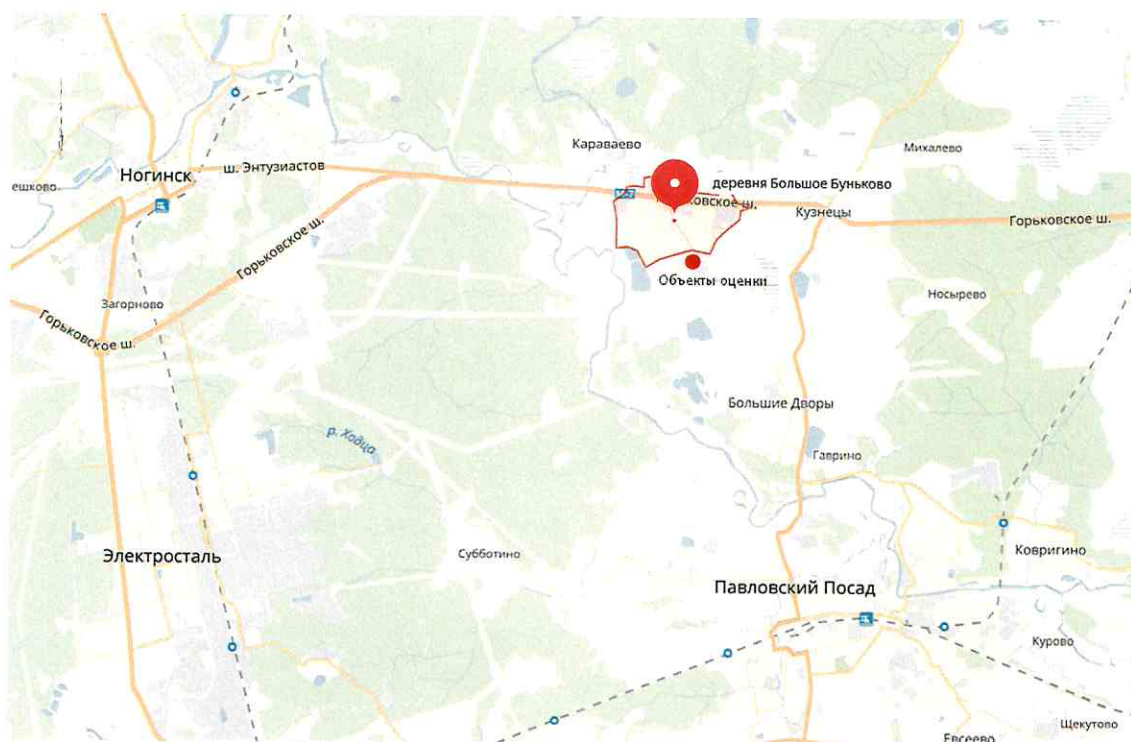 Караваево
Михалево
ш. Энтузиастов
Ногинск
ешково
деревня Большое Буньково
М-7
ковское ш.
Кузнецы
Горьковское ш.
Горьковское ш.
Объекты оценки
Носырево
Загорново
Горьковское ш.
Большие Дворы
р. Ходца
Гаврино
Электросталь
Субботино
Ковригино
Павловский Посад
Курово
Щекутово
Евсеево